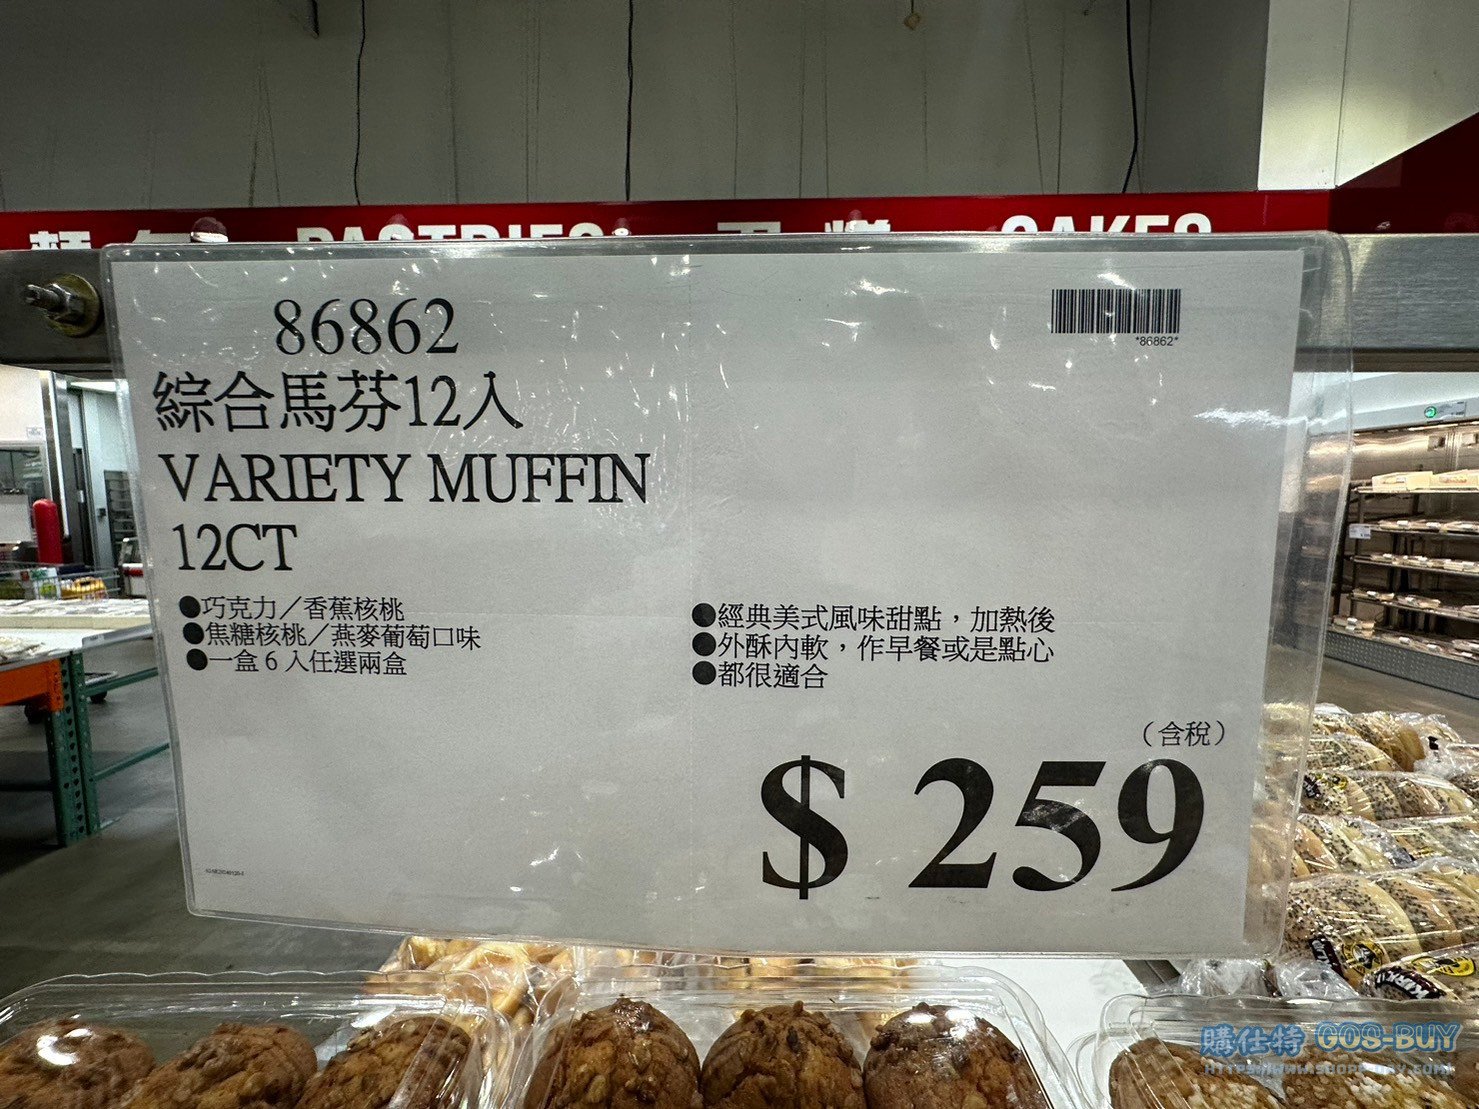 PASTRIES
CAKES
86862
*86862*
綜合馬芬12入
VARIETY MUFFIN
12CT
●巧克力／香蕉核桃
●焦糖核桃／燕麥葡萄口味
●一盒6入任選兩盒
●經典美式風味甜點，加熱後
●外酥內軟，作早餐或是點心
●都很適合
（含稅）
$ 259
購仕特 GOS-BUY